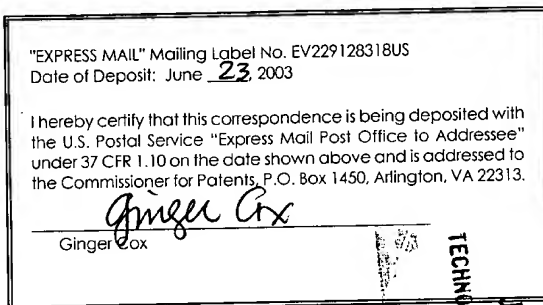 "EXPRESS MAIL" Mailing Label No. EV229128318US
Date of Deposit: June 23, 2003
I hereby certify that this correspondence is being deposited with
the U.S. Postal Service "Express Mail Post Office to Addressee"
under 37 CFR 1.10 on the date shown above and is addressed to
the Commissioner for Patents, P.O. Box 1450, Arlington, VA 22313.
Ginger Cox
Ginger Cox